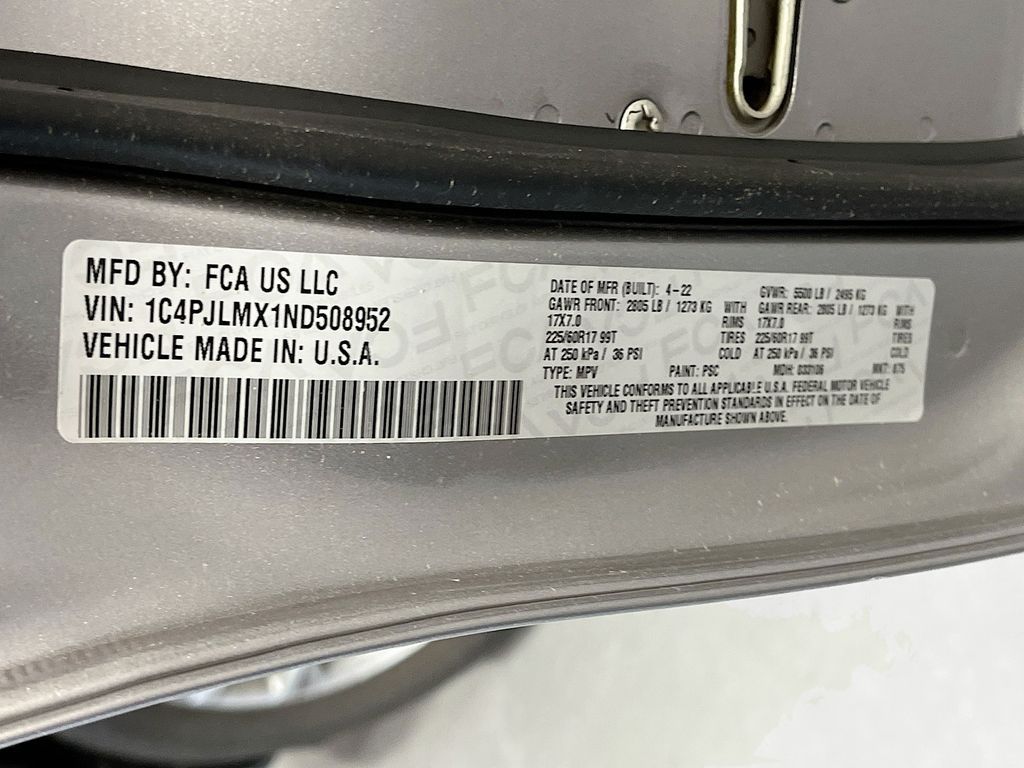 MFD BY: FCA US LLC
VIN: 1C4PJLMX1ND508952
VEHICLE MADE IN: U.S.A.
DATE OF MFR (BUILT): 4-22 GVWR: 5500 LB / 2495 KG
GAWR FRONT: 2805 LB / 1273 KG WITH GAWR REAR: 2805 LB / 1273 KG WITH
17X7.0 RIMS 17X7.0 RIMS
225/60R17 99T TIRES 225/60R17 99T TIRES
AT 250 kPa / 36 PSI COLD AT 250 kPa / 36 PSI COLD
TYPE: MPV PAINT: PSC MDH: 033106 MKT: 875
THIS VEHICLE CONFORMS TO ALL APPLICABLE U.S.A. FEDERAL MOTOR VEHICLE
SAFETY AND THEFT PREVENTION STANDARDS IN EFFECT ON THE DATE OF
MANUFACTURE SHOWN ABOVE.